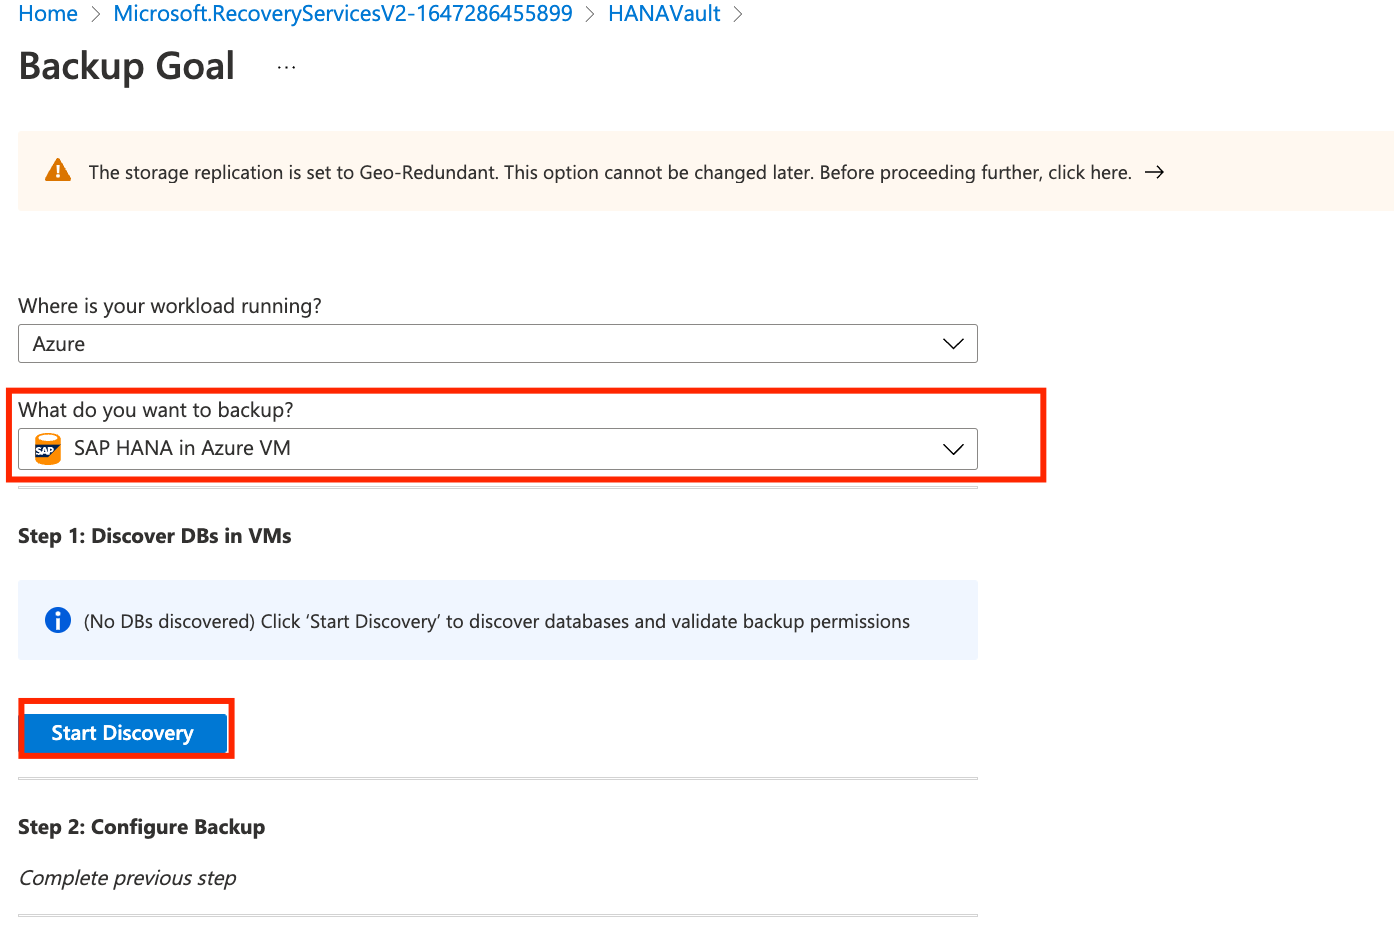 Home > Microsoft.RecoveryServicesV2-1647286455899 > HANAVault >
Backup Goal ...
The storage replication is set to Geo-Redundant. This option cannot be changed later. Before proceeding further, click here. →
Where is your workload running?
Azure
What do you want to backup?
SAP SAP HANA in Azure VM
Step 1: Discover DBs in VMs
(No DBs discovered) Click ‘Start Discovery’ to discover databases and validate backup permissions
Start Discovery
Step 2: Configure Backup
Complete previous step